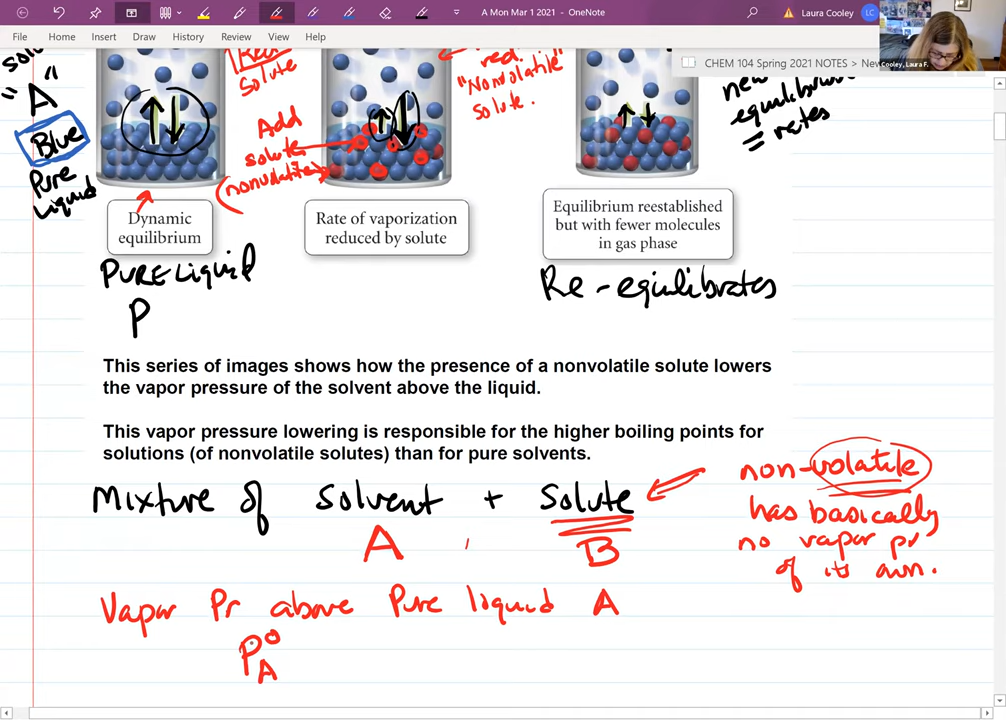 A Mon Mar 1 2021 - OneNote
Laura Cooley
LC
File Home Insert Draw History Review View Help
CHEM 104 Spring 2021 NOTES > New
Cooley, Laura F.
"
= A
Blue
Pure
liquid
Solute
Add
solute
(nonvolatile)
red.
"Nonvolatile"
solute.
new
equilibrium
= rates
Dynamic
equilibrium
Rate of vaporization
reduced by solute
Equilibrium reestablished
but with fewer molecules
in gas phase
PURE Liquid
P
Re-equilibrates
This series of images shows how the presence of a nonvolatile solute lowers
the vapor pressure of the solvent above the liquid.
This vapor pressure lowering is responsible for the higher boiling points for
solutions (of nonvolatile solutes) than for pure solvents.
Mixture of Solvent + Solute
A B
non-volatile
has basically
no vapor pr
of its own.
Vapor Pr above Pure liquid A
P°A